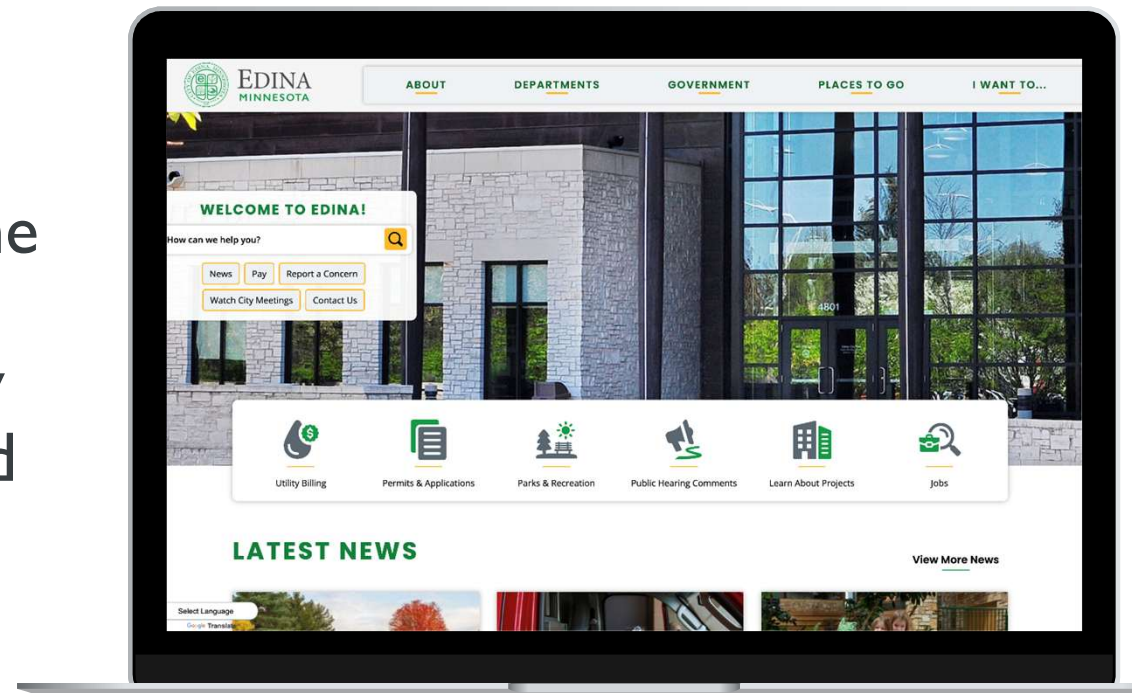 EDINA
MINNESOTA
ABOUT DEPARTMENTS GOVERNMENT PLACES TO GO I WANT TO...
WELCOME TO EDINA!
How can we help you?
News Pay Report a Concern
Watch City Meetings Contact Us
4801
Utility Billing Permits & Applications Parks & Recreation Public Hearing Comments Learn About Projects Jobs
LATEST NEWS
View More News
Select Language
Google Translate